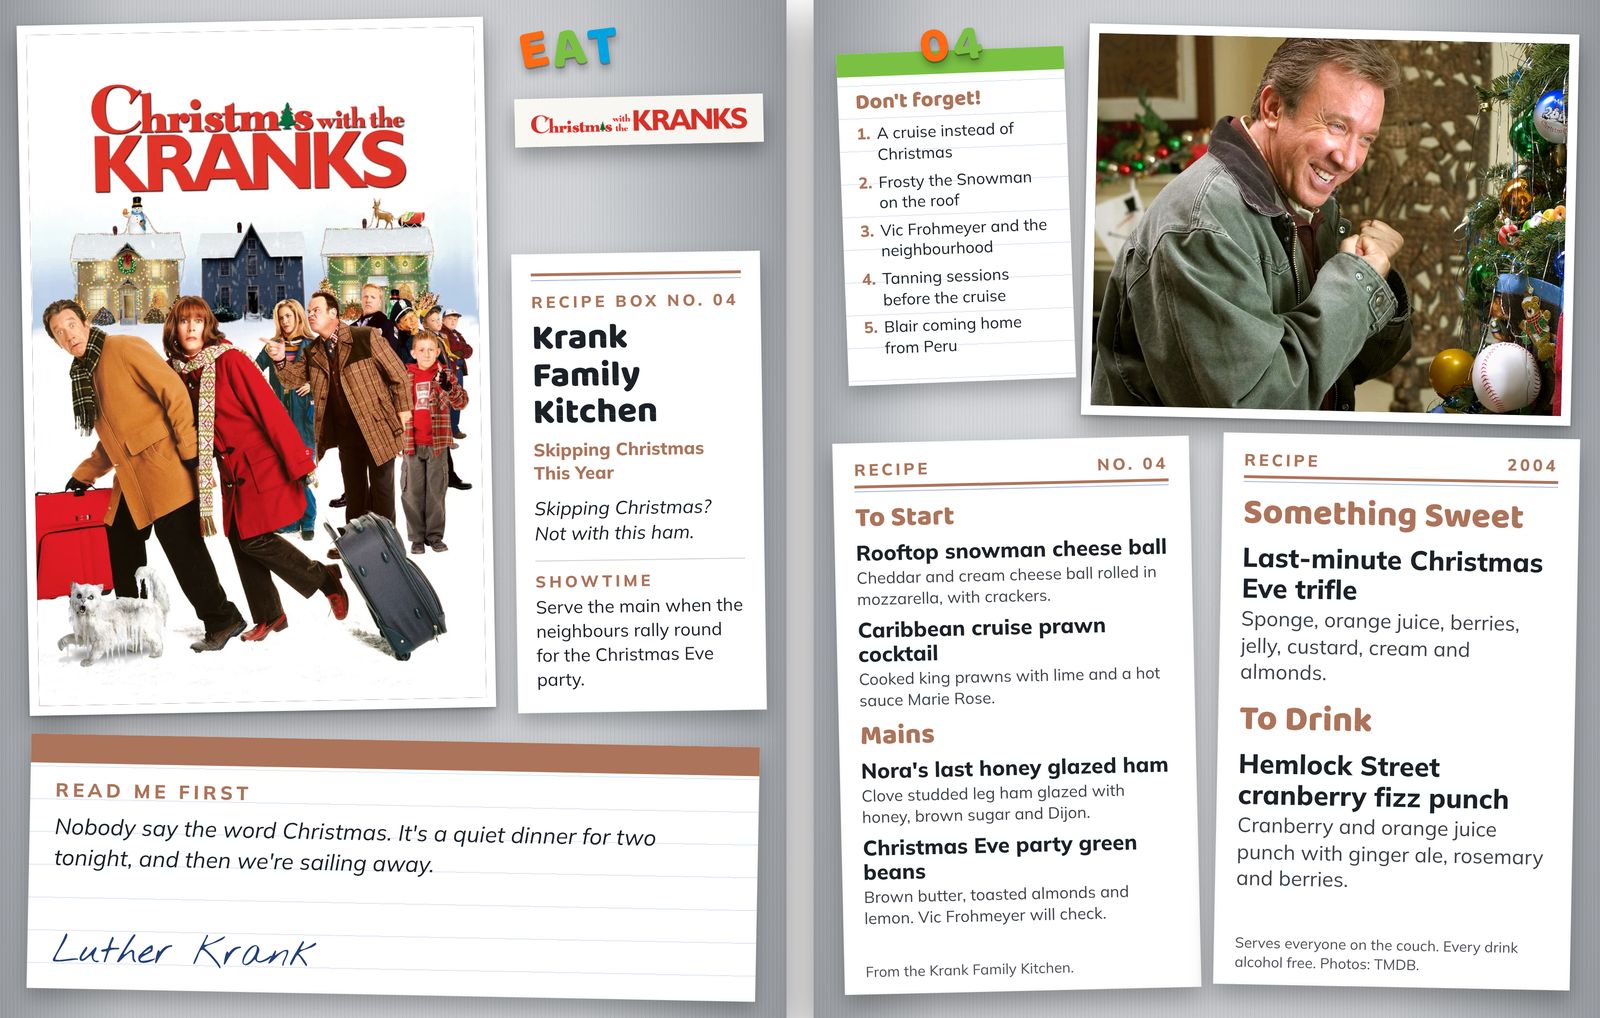 Christmas with the
KRANKS
EAT
Christmas with the KRANKS
RECIPE BOX NO. 04
Krank
Family
Kitchen
Skipping Christmas
This Year
Skipping Christmas?
Not with this ham.
SHOWTIME
Serve the main when the
neighbours rally round
for the Christmas Eve
party.
READ ME FIRST
Nobody say the word Christmas. It's a quiet dinner for two
tonight, and then we're sailing away.
Luther Krank
04
Don't forget!
1. A cruise instead of
Christmas
2. Frosty the Snowman
on the roof
3. Vic Frohmeyer and the
neighbourhood
4. Tanning sessions
before the cruise
5. Blair coming home
from Peru
RECIPE NO. 04
To Start
Rooftop snowman cheese ball
Cheddar and cream cheese ball rolled in
mozzarella, with crackers.
Caribbean cruise prawn
cocktail
Cooked king prawns with lime and a hot
sauce Marie Rose.
Mains
Nora's last honey glazed ham
Clove studded leg ham glazed with
honey, brown sugar and Dijon.
Christmas Eve party green
beans
Brown butter, toasted almonds and
lemon. Vic Frohmeyer will check.
From the Krank Family Kitchen.
RECIPE 2004
Something Sweet
Last-minute Christmas
Eve trifle
Sponge, orange juice, berries,
jelly, custard, cream and
almonds.
To Drink
Hemlock Street
cranberry fizz punch
Cranberry and orange juice
punch with ginger ale, rosemary
and berries.
Serves everyone on the couch. Every drink
alcohol free. Photos: TMDB.